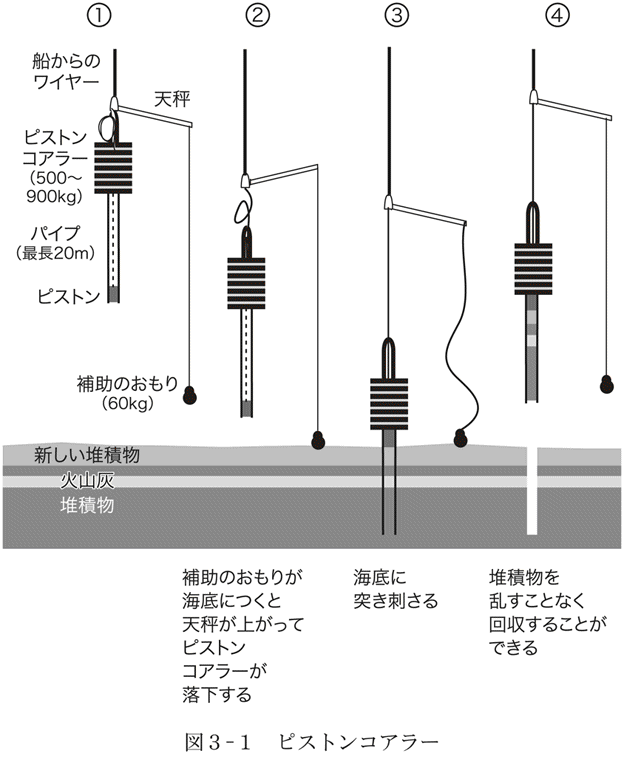 ① ② ③ ④
船からの
ワイヤー
天秤
ピストン
コアラー
(500〜
900kg)
パイプ
(最長20m)
ピストン
補助のおもり
(60kg)
新しい堆積物
火山灰
堆積物
補助のおもりが
海底につくと
天秤が上がって
ピストン
コアラーが
落下する
海底に
突き刺さる
堆積物を
乱すことなく
回収することが
できる
図3-1 ピストンコアラー